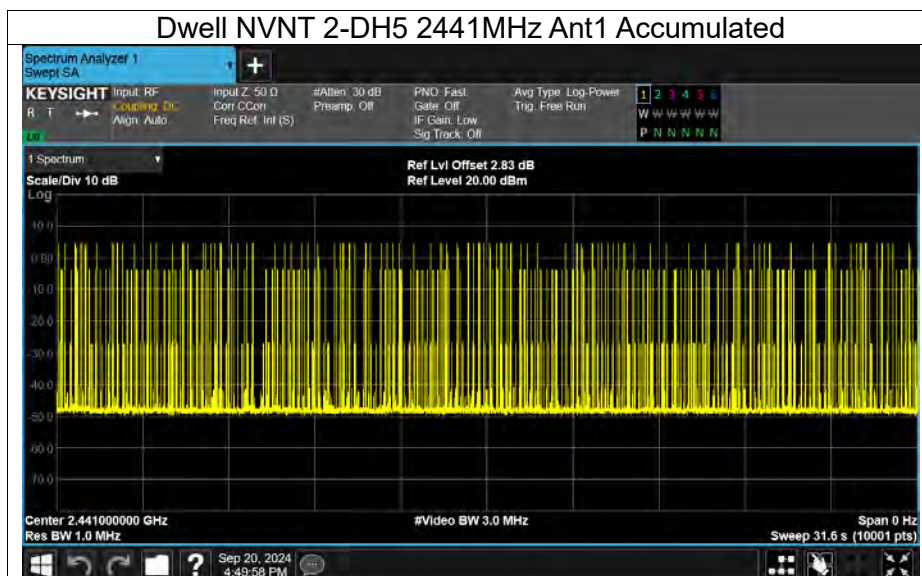 Dwell NVNT 2-DH5 2441MHz Ant1 Accumulated
Spectrum Analyzer 1
Swept SA
+
KEYSIGHT Input: RF Input Z: 50 Ω #Atten: 30 dB PNO: Fast Avg Type: Log-Power 1 2 3 4 5 6
R T Coupling: DC Corr CCorr Preamp: Off Gate: Off Trig: Free Run W W W W W W
Align: Auto Freq Ref: Int (S) IF Gain: Low P N N N N N
Sig Track: Off
LXI
1 Spectrum
Ref Lvl Offset 2.83 dB
Scale/Div 10 dB Ref Level 20.00 dBm
Log
10.0
0.00
-10.0
-20.0
-30.0
-40.0
-50.0
-60.0
-70.0
Center 2.441000000 GHz #Video BW 3.0 MHz Span 0 Hz
Res BW 1.0 MHz Sweep 31.6 s (10001 pts)
? Sep 20, 2024
4:49:58 PM